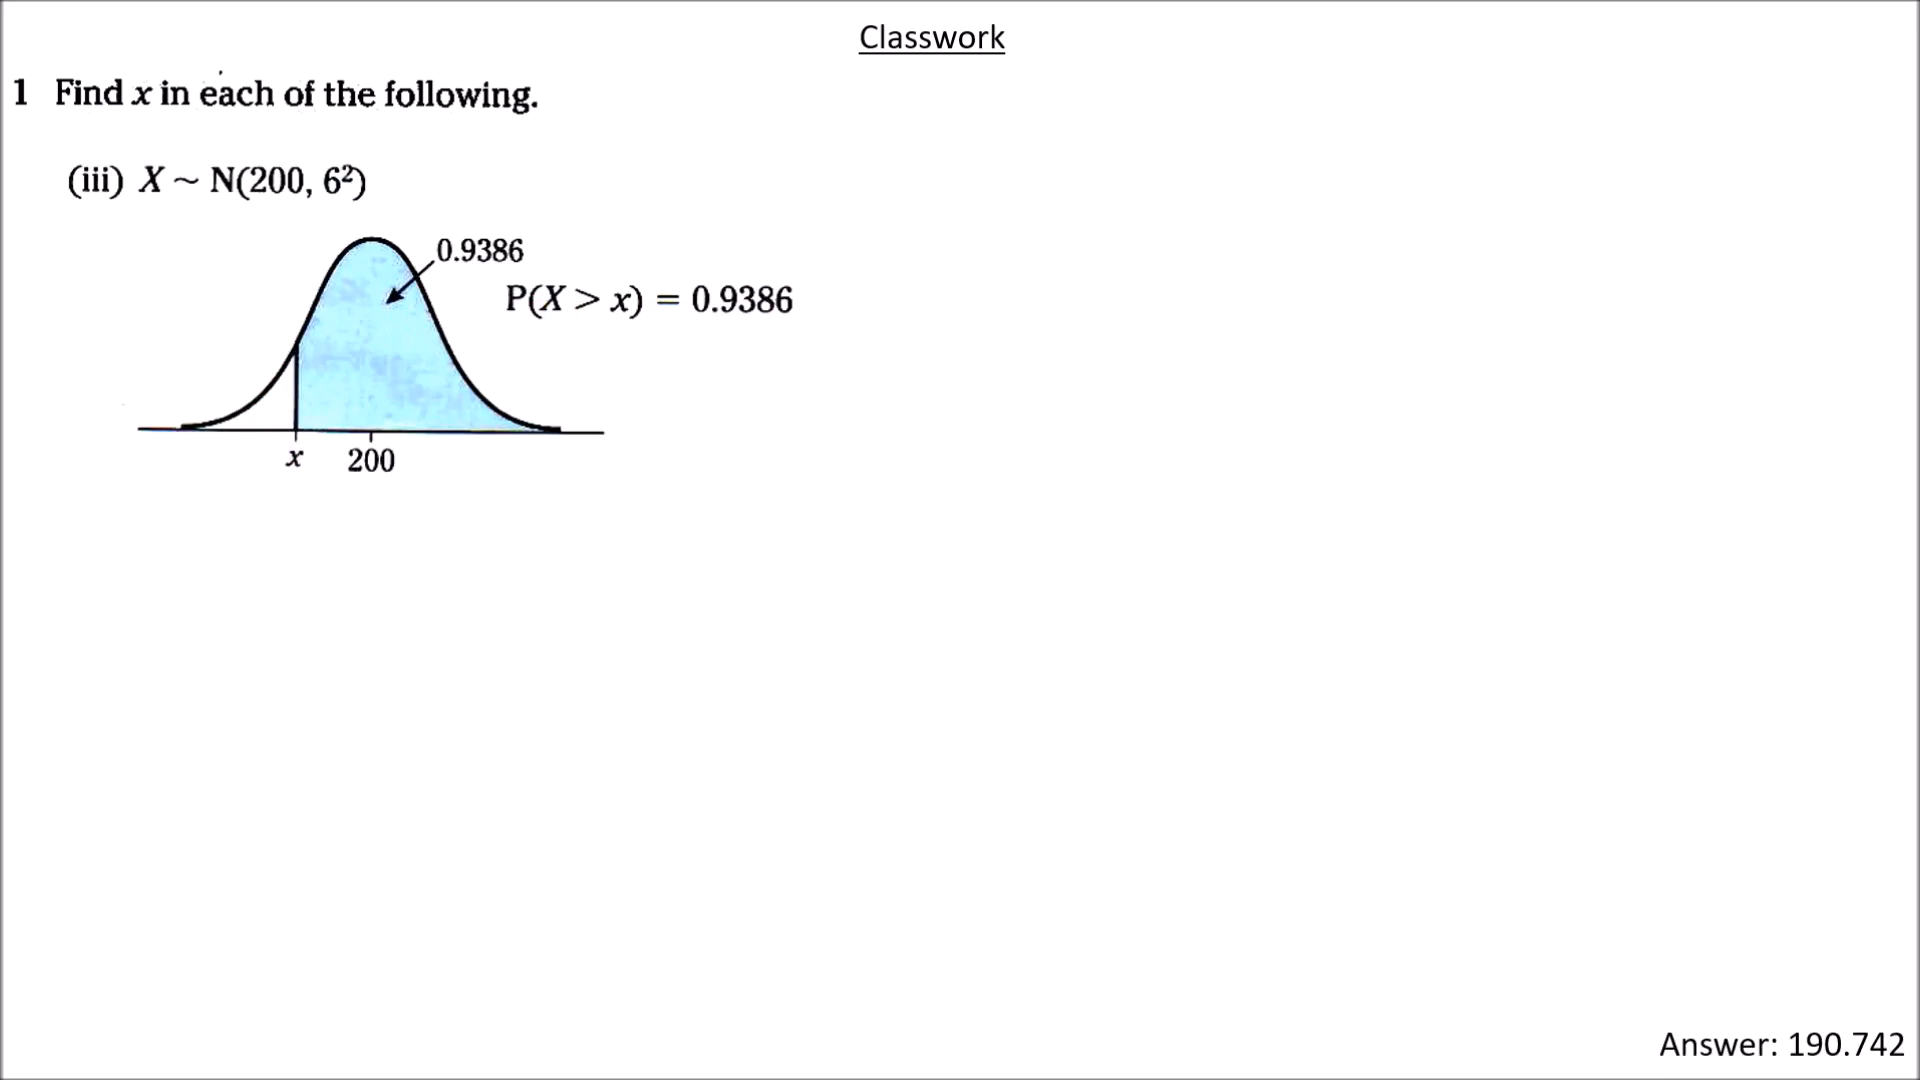 Classwork
1 Find x in each of the following.
(iii) X ~ N(200, 6²)
0.9386
P(X > x) = 0.9386
x 200
Answer: 190.742